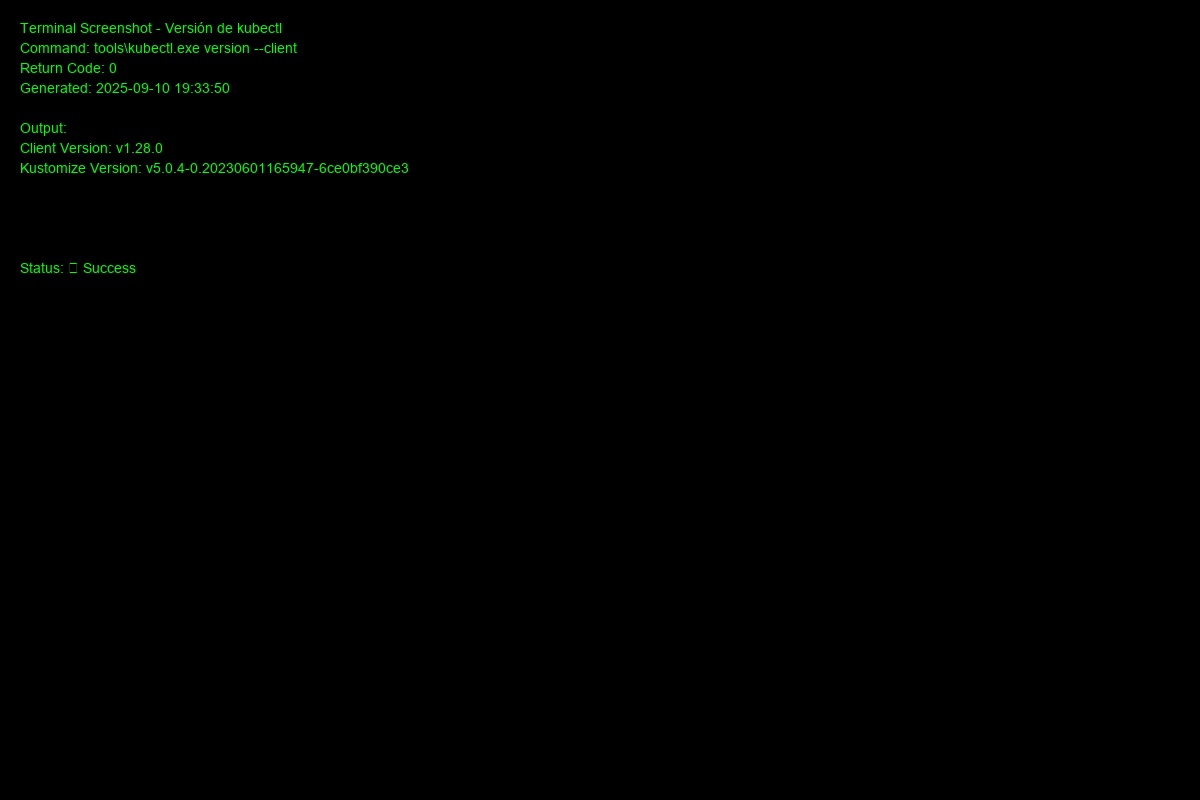 Terminal Screenshot - Versión de kubectl
Command: tools\kubectl.exe version --client
Return Code: 0
Generated: 2025-09-10 19:33:50
Output:
Client Version: v1.28.0
Kustomize Version: v5.0.4-0.20230601165947-6ce0bf390ce3
Status: Success